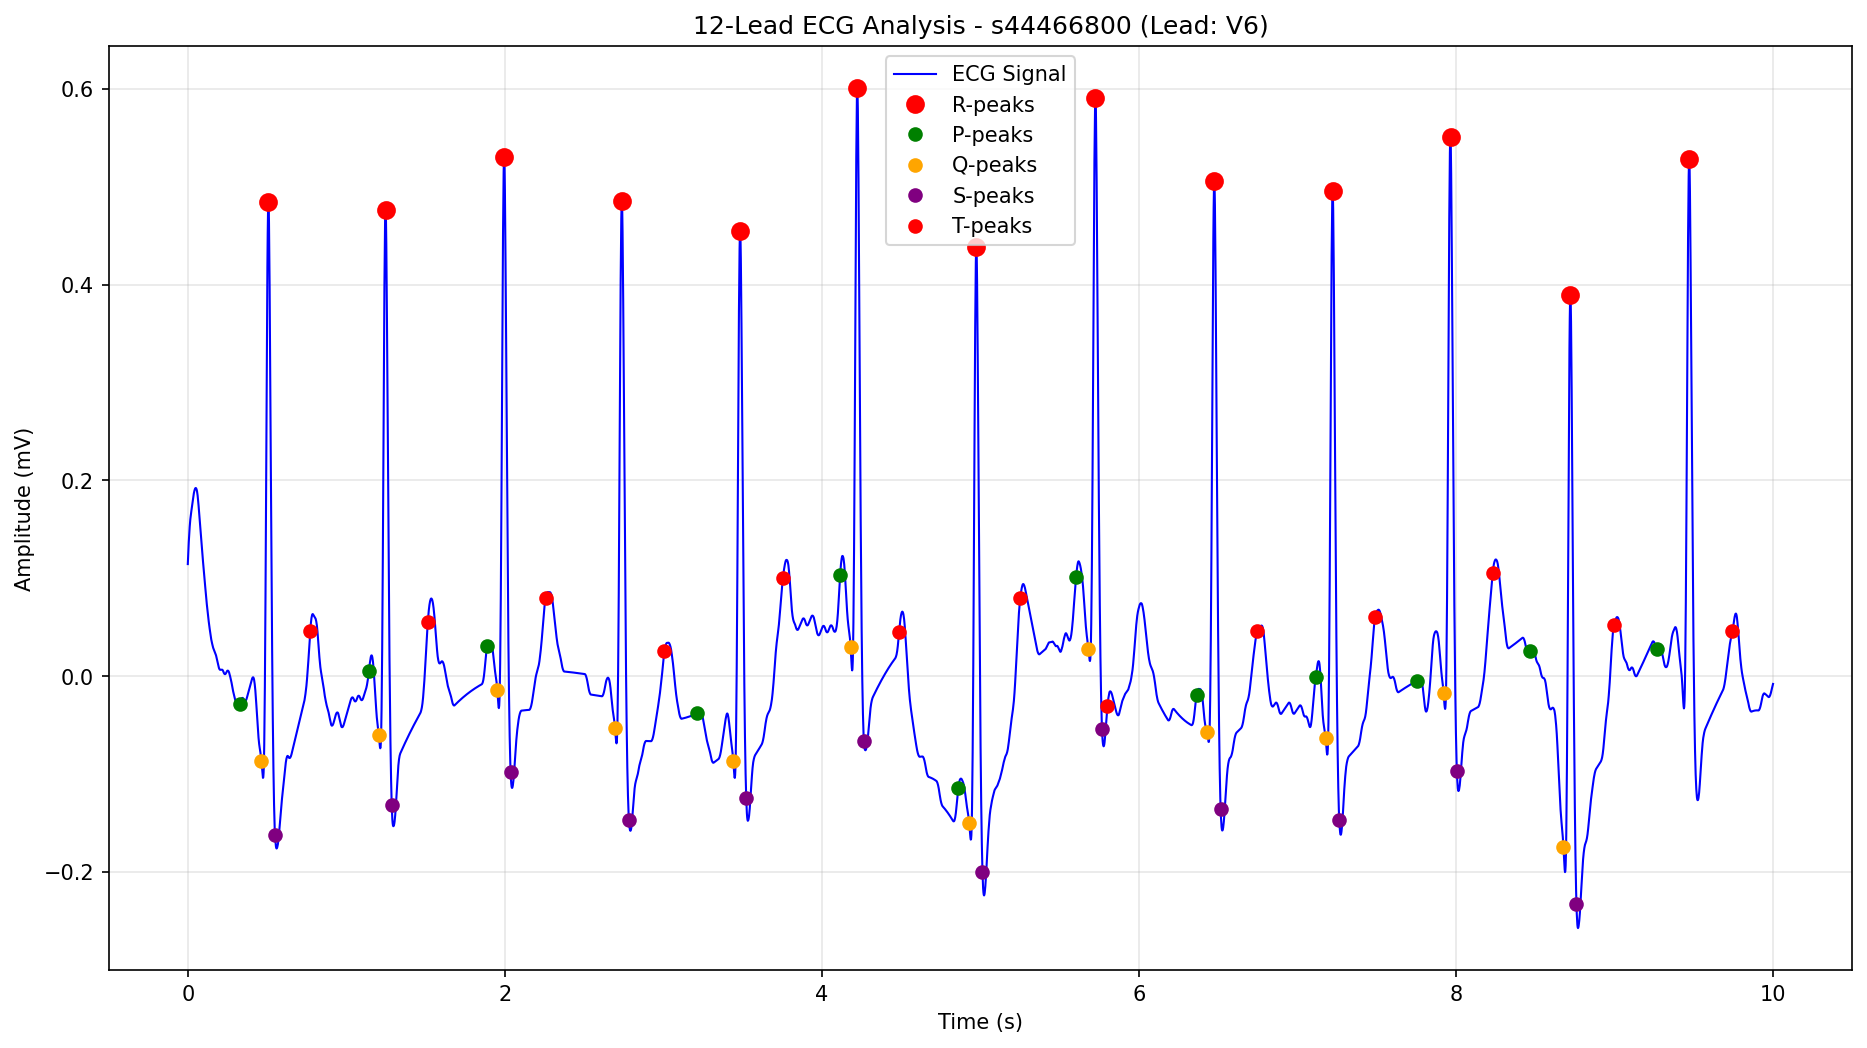 12-Lead ECG Analysis - s44466800 (Lead: V6)
ECG Signal
R-peaks
P-peaks
Q-peaks
S-peaks
T-peaks
Amplitude (mV)
0.6
0.4
0.2
0.0
−0.2
0 2 4 6 8 10
Time (s)